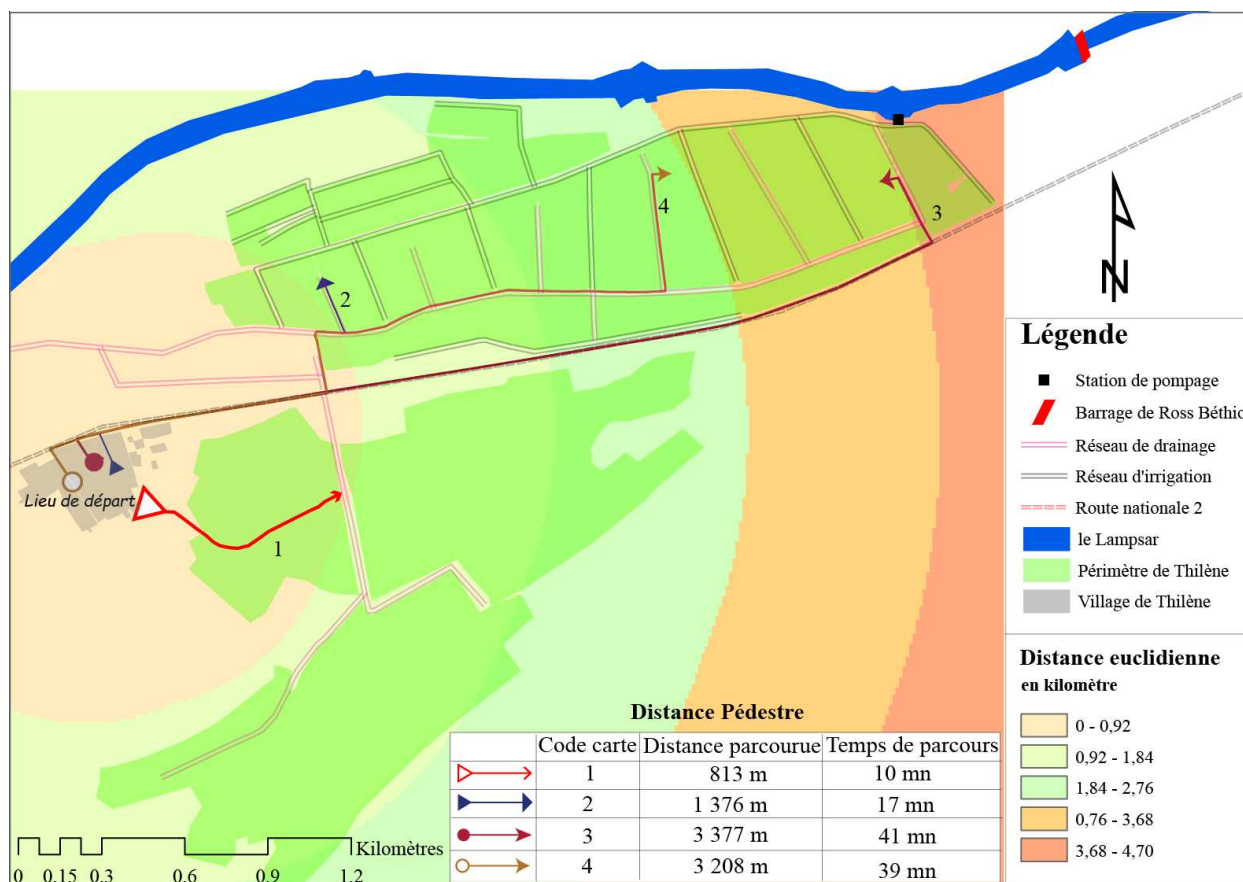 4
3
2
N
Lieu de départ
1
Légende
Station de pompage
Barrage de Ross Béthio
Réseau de drainage
Réseau d'irrigation
Route nationale 2
le Lampsar
Périmètre de Thilène
Village de Thilène
Distance euclidienne
en kilomètre
0 - 0,92
0,92 - 1,84
1,84 - 2,76
0,76 - 3,68
3,68 - 4,70
Distance Pédestre
Code carte Distance parcourue Temps de parcours
1 813 m 10 mn
2 1 376 m 17 mn
3 3 377 m 41 mn
4 3 208 m 39 mn
Kilomètres
0 0,15 0.3 0.6 0.9 1.2